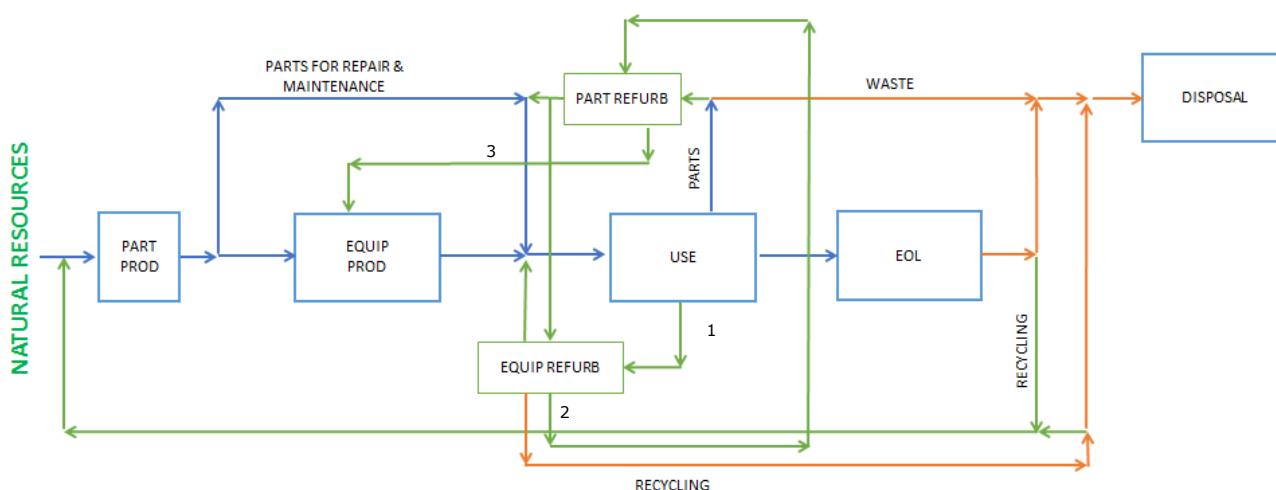 PARTS FOR REPAIR &
MAINTENANCE
PART REFURB
WASTE
DISPOSAL
3
PARTS
NATURAL RESOURCES
PART
PROD
EQUIP
PROD
USE
EOL
1
EQUIP REFURB
RECYCLING
2
RECYCLING